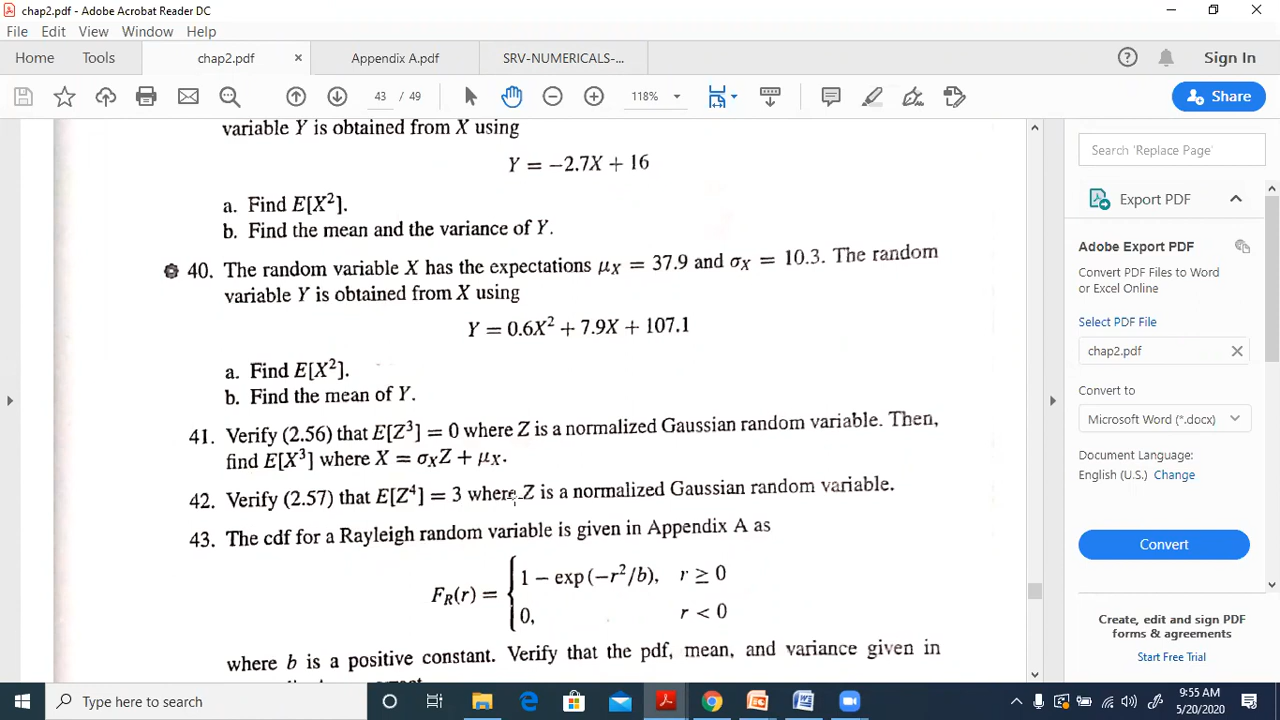 chap2.pdf - Adobe Acrobat Reader DC
File Edit View Window Help
Home Tools chap2.pdf × Appendix A.pdf SRV-NUMERICALS-... Sign In
43 / 49 118% Share
variable Y is obtained from X using
Y = −2.7X + 16
a. Find E[X²].
b. Find the mean and the variance of Y.
40. The random variable X has the expectations μX = 37.9 and σX = 10.3. The random
variable Y is obtained from X using
Y = 0.6X² + 7.9X + 107.1
a. Find E[X²].
b. Find the mean of Y.
41. Verify (2.56) that E[Z³] = 0 where Z is a normalized Gaussian random variable. Then,
find E[X³] where X = σXZ + μX.
42. Verify (2.57) that E[Z⁴] = 3 where Z is a normalized Gaussian random variable.
43. The cdf for a Rayleigh random variable is given in Appendix A as
FR(r) = { 1 − exp(−r²/b), r ≥ 0
0, r < 0
where b is a positive constant. Verify that the pdf, mean, and variance given in
Search 'Replace Page'
Export PDF
Adobe Export PDF
Convert PDF Files to Word
or Excel Online
Select PDF File
chap2.pdf
Convert to
Microsoft Word (*.docx)
Document Language:
English (U.S.) Change
Convert
Create, edit and sign PDF
forms & agreements
Start Free Trial
Type here to search
9:55 AM
5/20/2020